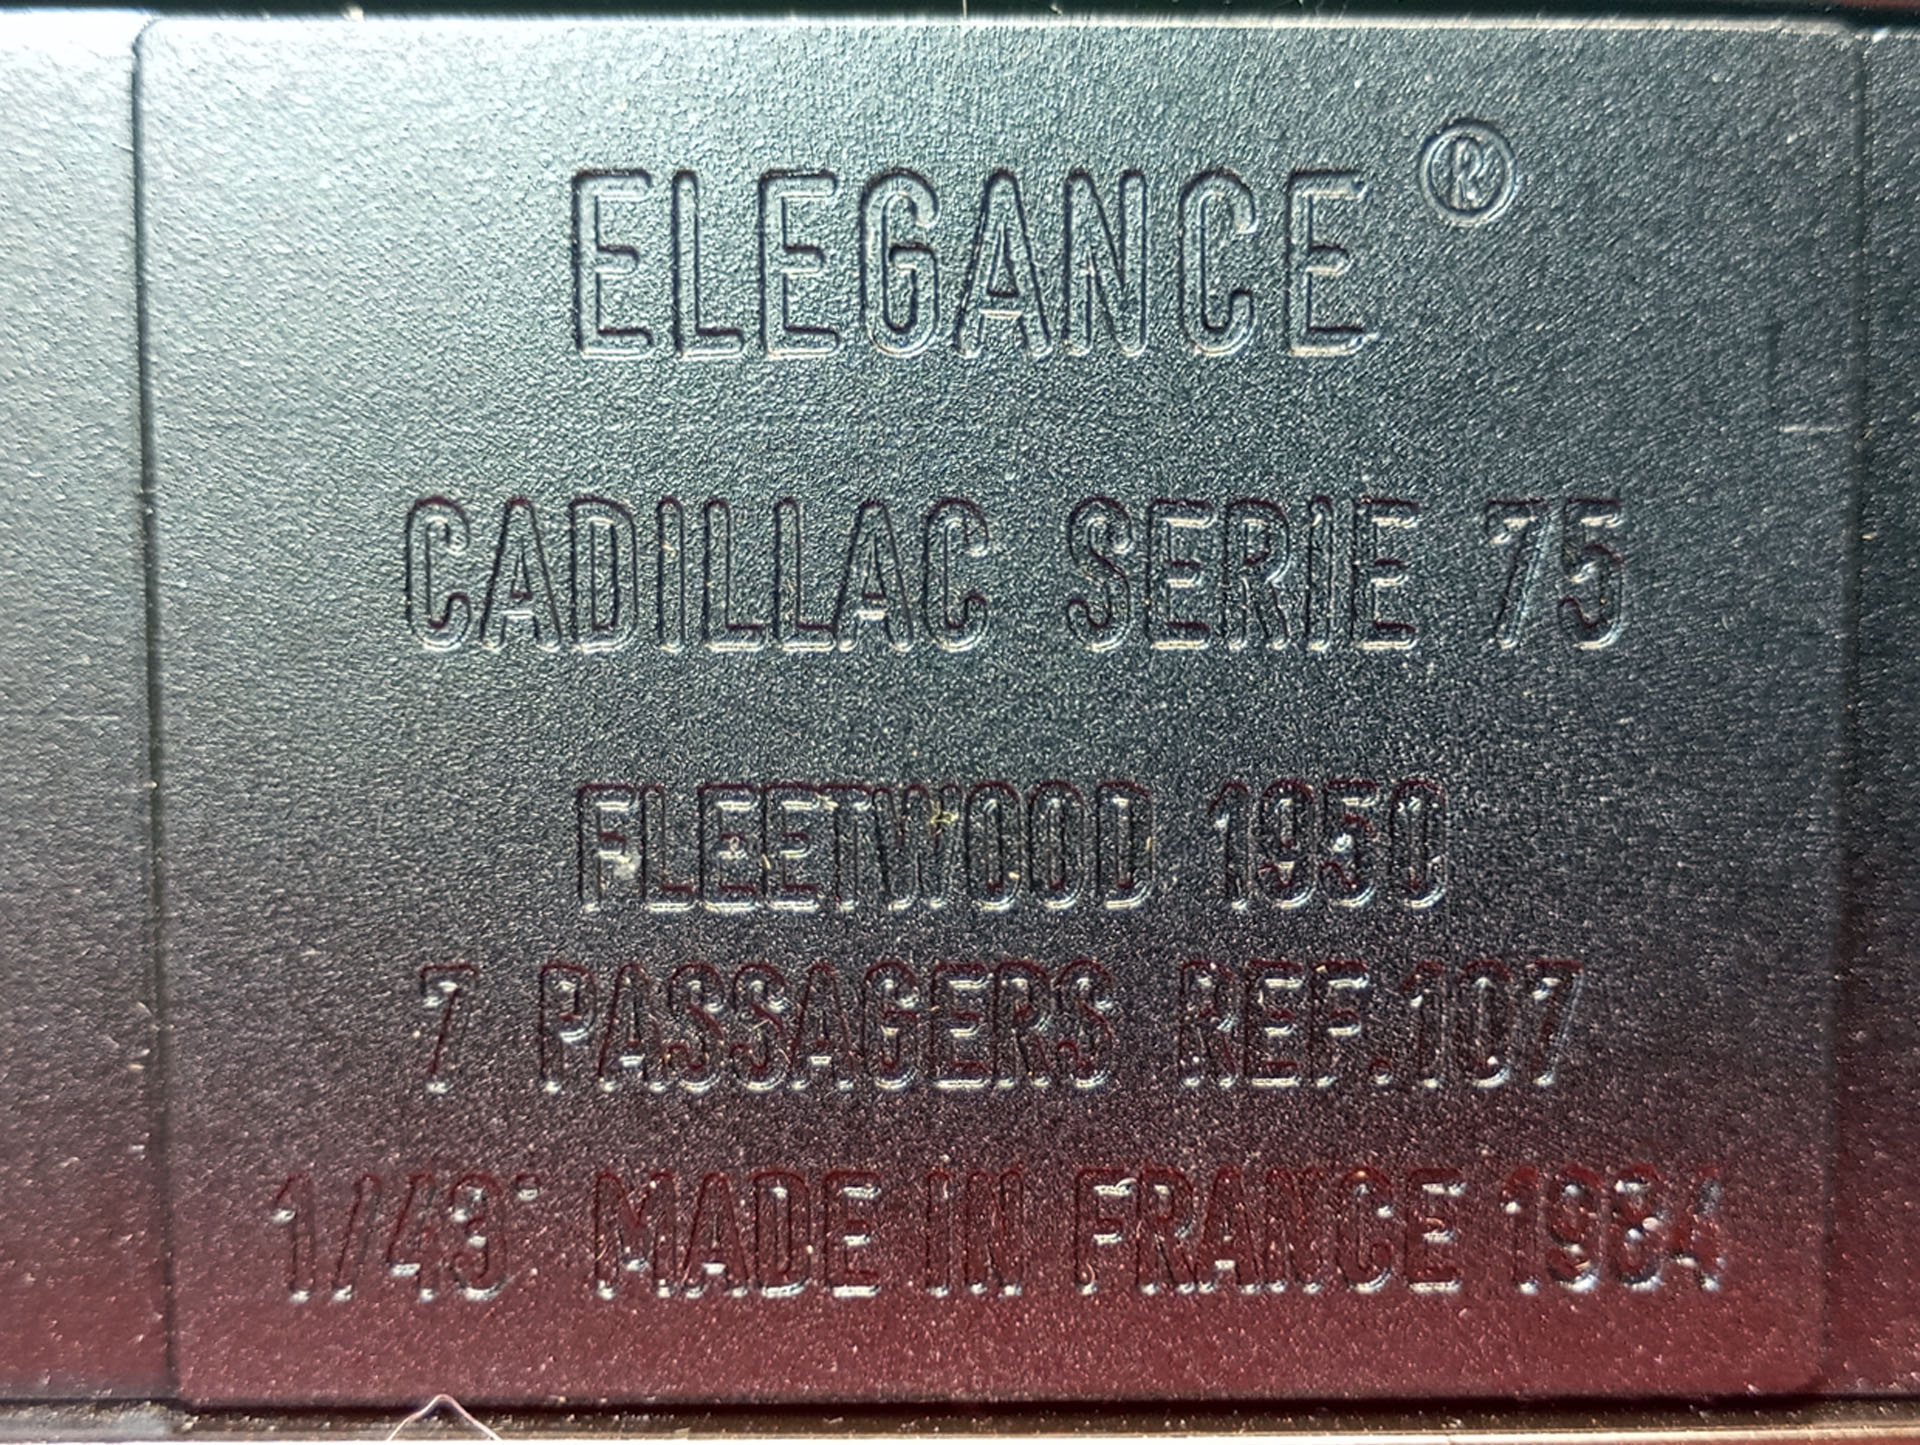 ELEGANCE ®
CADILLAC SERIE 75
FLEETWOOD 1950
7 PASSAGERS REF.107
1/43° MADE IN FRANCE 1984